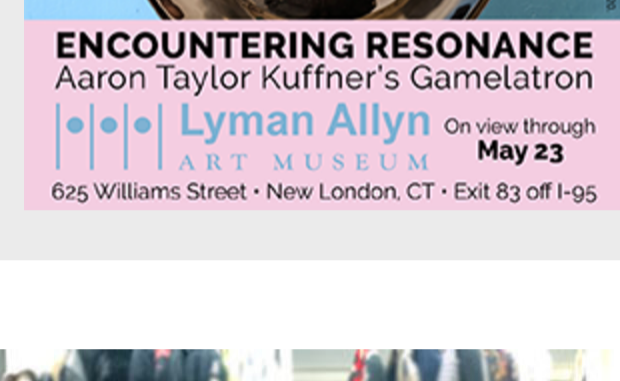 ENCOUNTERING RESONANCE
Aaron Taylor Kuffner's Gamelatron
Lyman Allyn
ART MUSEUM
On view through
May 23
625 Williams Street • New London, CT • Exit 83 off I-95